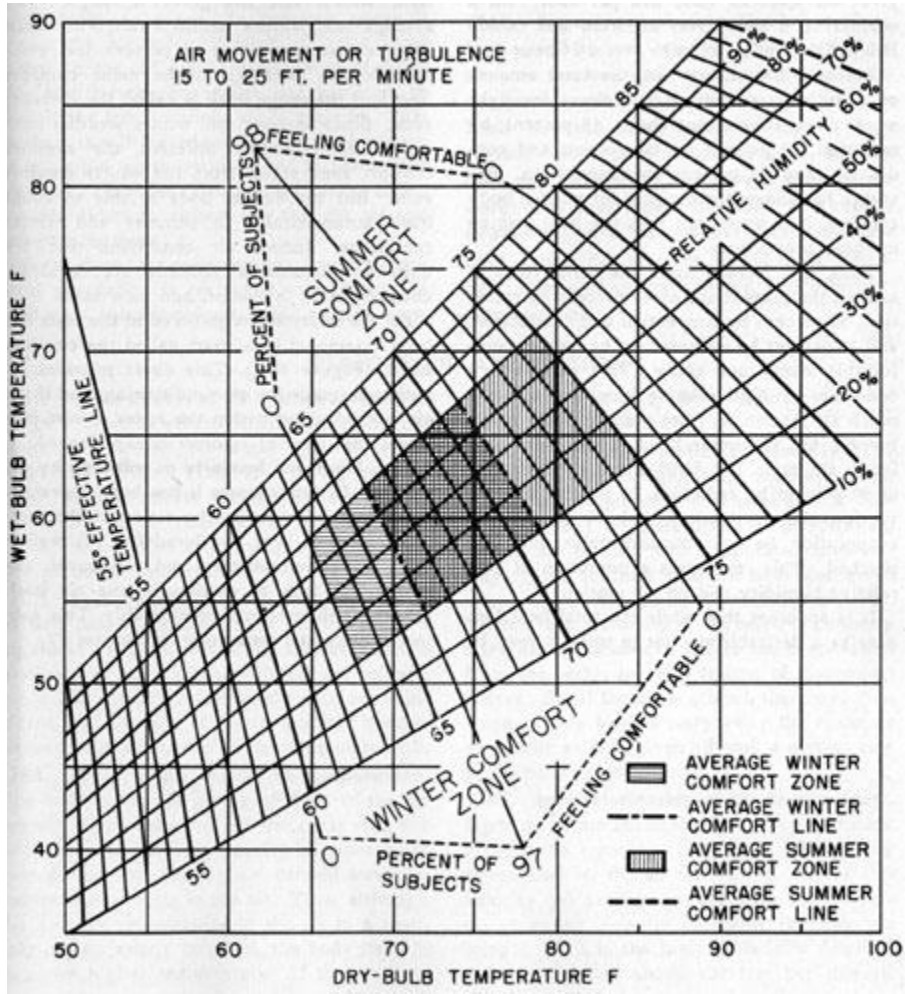 90
80
70
60
50
40
WET-BULB TEMPERATURE F
AIR MOVEMENT OR TURBULENCE
15 TO 25 FT. PER MINUTE
98
FEELING COMFORTABLE
0
PERCENT OF SUBJECTS
0
SUMMER
COMFORT
ZONE
55° EFFECTIVE
TEMPERATURE LINE
55
60
65
70
75
80
85
90%
80%
70%
60%
50%
40%
30%
20%
10%
RELATIVE HUMIDITY
55
60
65
70
75
WINTER COMFORT
ZONE
0
PERCENT OF
SUBJECTS
97
FEELING COMFORTABLE
0
AVERAGE WINTER
COMFORT ZONE
AVERAGE WINTER
COMFORT LINE
AVERAGE SUMMER
COMFORT ZONE
AVERAGE SUMMER
COMFORT LINE
50
60
70
80
90
100
DRY-BULB TEMPERATURE F